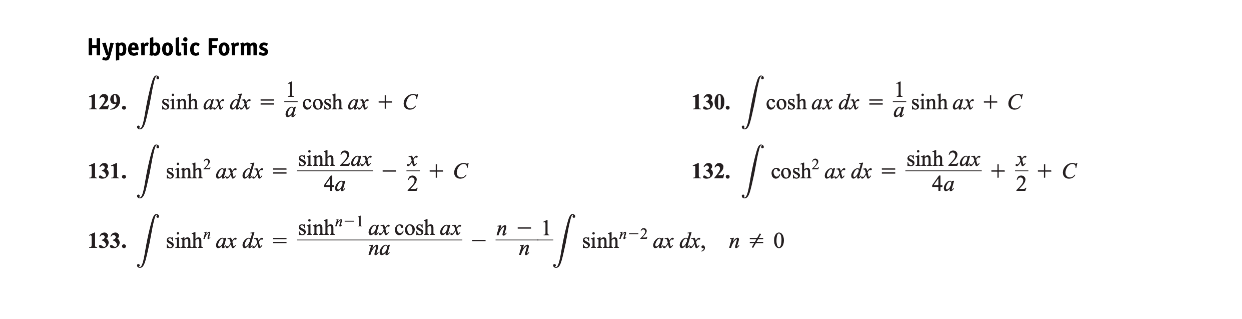 Hyperbolic Forms
129. ∫ sinh ax dx = 1/a cosh ax + C
130. ∫ cosh ax dx = 1/a sinh ax + C
131. ∫ sinh² ax dx = sinh 2ax/4a − x/2 + C
132. ∫ cosh² ax dx = sinh 2ax/4a + x/2 + C
133. ∫ sinhⁿ ax dx = sinhⁿ⁻¹ ax cosh ax/na − n − 1/n ∫ sinhⁿ⁻² ax dx, n ≠ 0